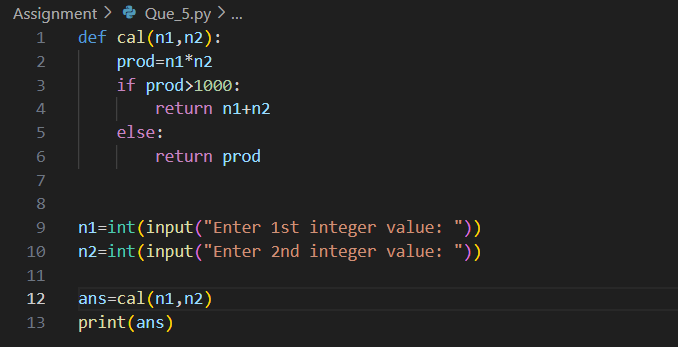 Assignment > Que_5.py > ...
1 def cal(n1,n2):
2     prod=n1*n2
3     if prod>1000:
4         return n1+n2
5     else:
6         return prod
7
8
9 n1=int(input("Enter 1st integer value: "))
10 n2=int(input("Enter 2nd integer value: "))
11
12 ans=cal(n1,n2)
13 print(ans)